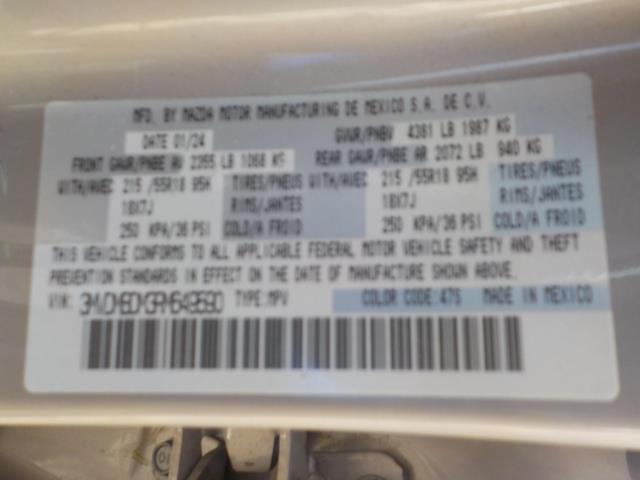 MFD. BY MAZDA MOTOR MANUFACTURING DE MEXICO S.A. DE C.V.
DATE 01/24 GVWR/PNBV 4381 LB 1987 KG
FRONT GAWR/PNBE AV 2355 LB 1068 KG REAR GAWR/PNBE AR 2072 LB 940 KG
WITH/AVEC 215 /55R18 95H TIRES/PNEUS WITH/AVEC 215 /55R18 95H TIRES/PNEUS
18X7J RIMS/JANTES 18X7J RIMS/JANTES
250 KPA/36 PSI COLD/A FROID 250 KPA/36 PSI COLD/A FROID
THIS VEHICLE CONFORMS TO ALL APPLICABLE FEDERAL MOTOR VEHICLE SAFETY AND THEFT
PREVENTION STANDARDS IN EFFECT ON THE DATE OF MANUFACTURE SHOWN ABOVE.
VIN: TYPE:MPV COLOR CODE:47S MADE IN MEXICO